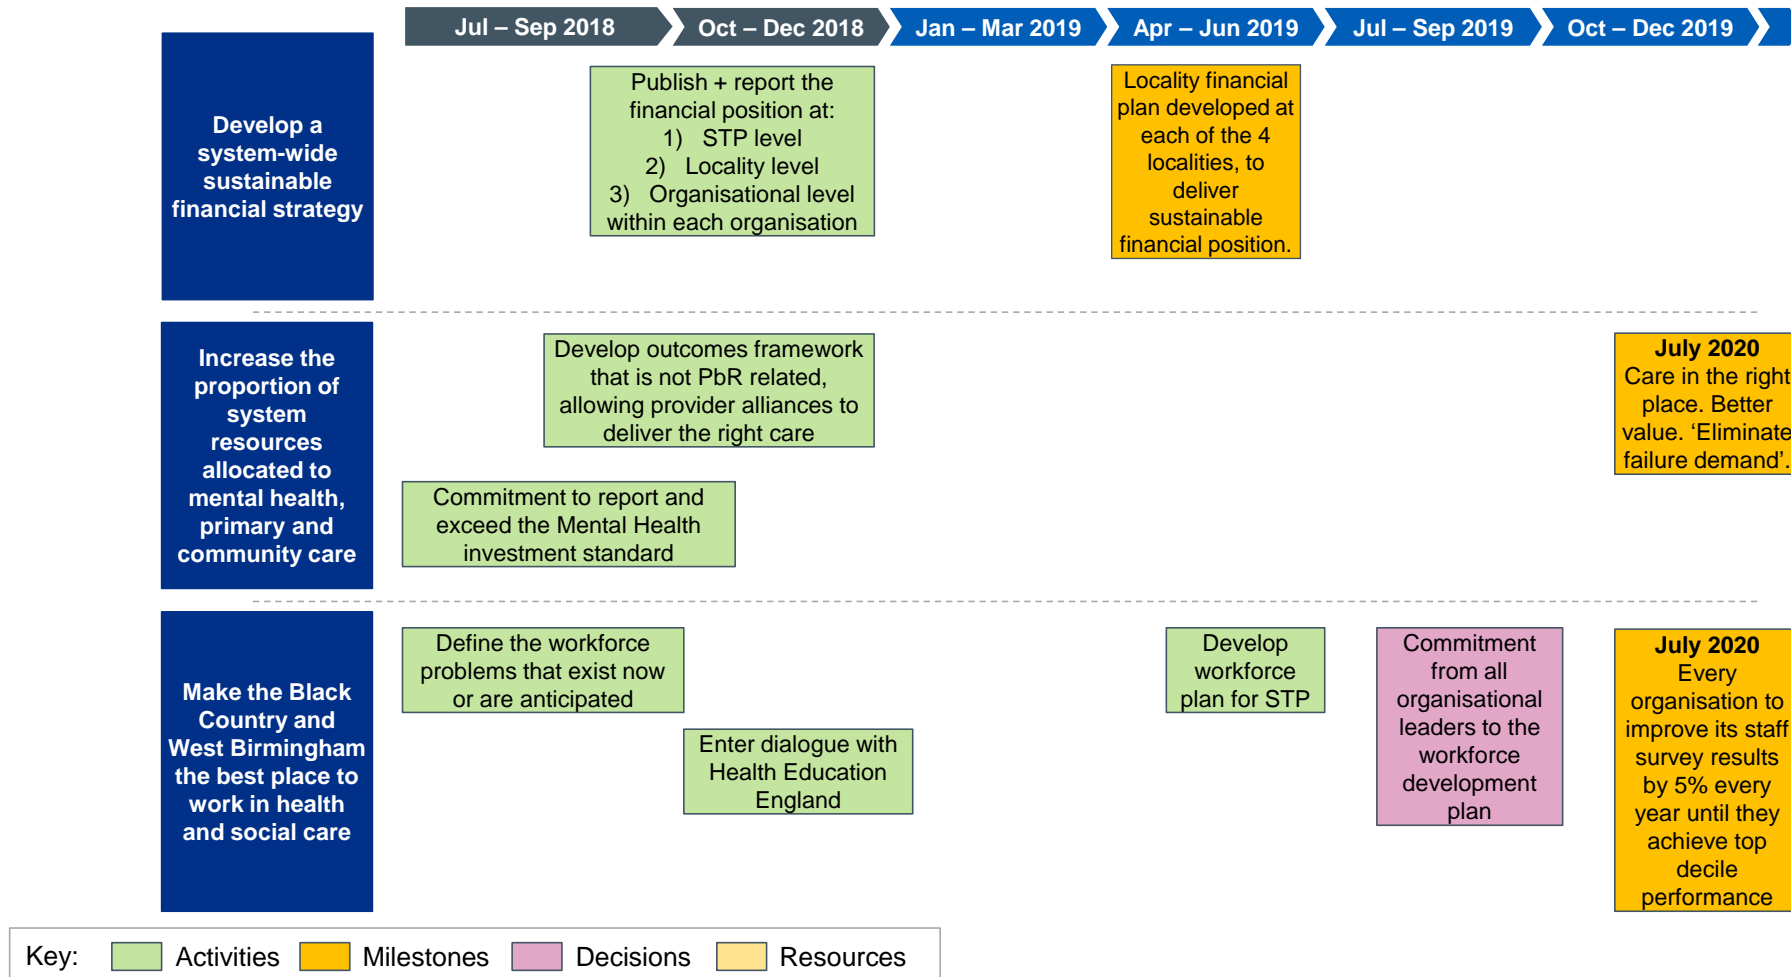 Jul – Sep 2018
Oct – Dec 2018
Jan – Mar 2019
Apr – Jun 2019
Jul – Sep 2019
Oct – Dec 2019
Develop a
system-wide
sustainable
financial strategy
Publish + report the
financial position at:
1) STP level
2) Locality level
3) Organisational level
within each organisation
Locality financial
plan developed at
each of the 4
localities, to
deliver
sustainable
financial position.
Increase the
proportion of
system
resources
allocated to
mental health,
primary and
community care
Develop outcomes framework
that is not PbR related,
allowing provider alliances to
deliver the right care
Commitment to report and
exceed the Mental Health
investment standard
July 2020
Care in the right
place. Better
value. ‘Eliminate
failure demand’.
Make the Black
Country and
West Birmingham
the best place to
work in health
and social care
Define the workforce
problems that exist now
or are anticipated
Enter dialogue with
Health Education
England
Develop
workforce
plan for STP
Commitment
from all
organisational
leaders to the
workforce
development
plan
July 2020
Every
organisation to
improve its staff
survey results
by 5% every
year until they
achieve top
decile
performance
Key:
Activities
Milestones
Decisions
Resources